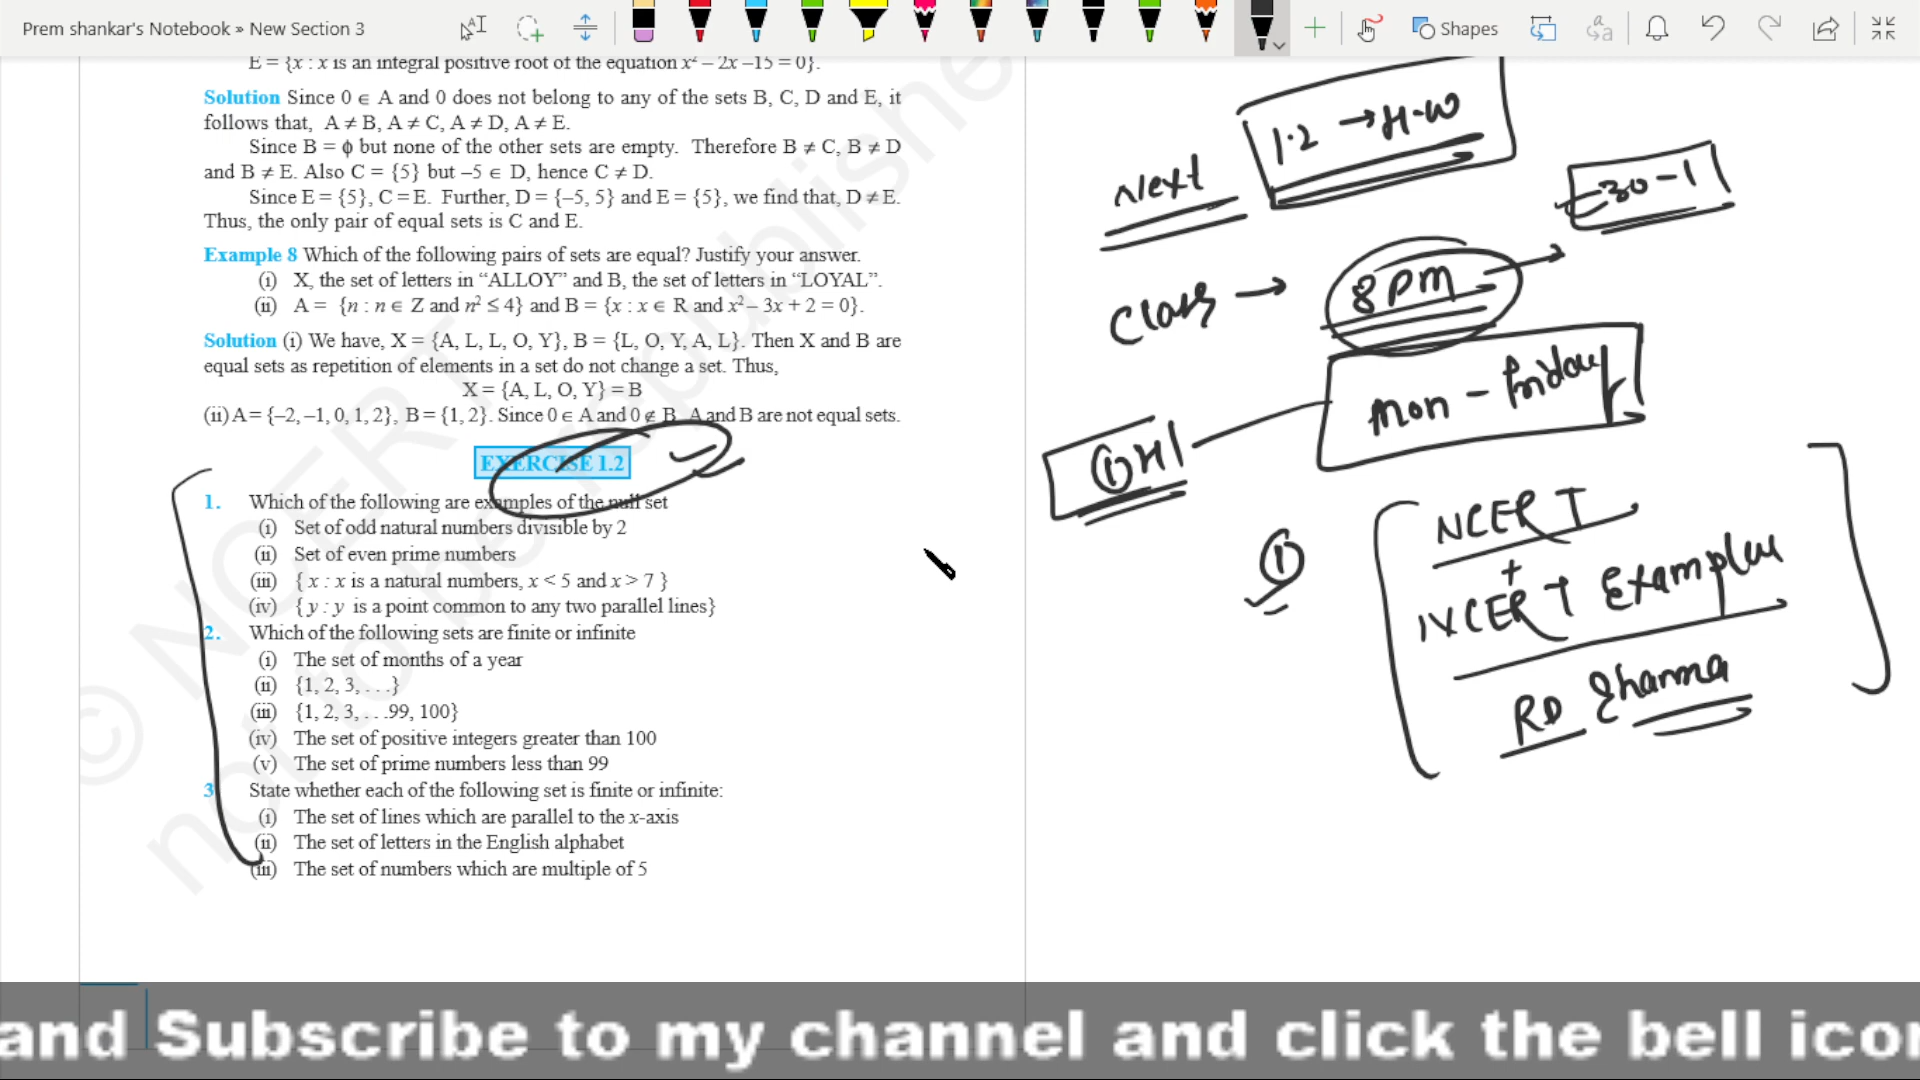 Prem shankar's Notebook » New Section 3
Shapes
E = {x : x is an integral positive root of the equation x² – 2x –15 = 0}.
Solution Since 0 ∈ A and 0 does not belong to any of the sets B, C, D and E, it
follows that, A ≠ B, A ≠ C, A ≠ D, A ≠ E.
Since B = ϕ but none of the other sets are empty. Therefore B ≠ C, B ≠ D
and B ≠ E. Also C = {5} but –5 ∈ D, hence C ≠ D.
Since E = {5}, C = E. Further, D = {–5, 5} and E = {5}, we find that, D ≠ E.
Thus, the only pair of equal sets is C and E.
Example 8 Which of the following pairs of sets are equal? Justify your answer.
(i) X, the set of letters in “ALLOY” and B, the set of letters in “LOYAL”.
(ii) A = {n : n ∈ Z and n² ≤ 4} and B = {x : x ∈ R and x² – 3x + 2 = 0}.
Solution (i) We have, X = {A, L, L, O, Y}, B = {L, O, Y, A, L}. Then X and B are
equal sets as repetition of elements in a set do not change a set. Thus,
X = {A, L, O, Y} = B
(ii) A = {–2, –1, 0, 1, 2}, B = {1, 2}. Since 0 ∈ A and 0 ∉ B, A and B are not equal sets.
EXERCISE 1.2
1. Which of the following are examples of the null set
(i) Set of odd natural numbers divisible by 2
(ii) Set of even prime numbers
(iii) { x : x is a natural numbers, x < 5 and x > 7 }
(iv) { y : y is a point common to any two parallel lines}
2. Which of the following sets are finite or infinite
(i) The set of months of a year
(ii) {1, 2, 3, . . .}
(iii) {1, 2, 3, . . .99, 100}
(iv) The set of positive integers greater than 100
(v) The set of prime numbers less than 99
3 State whether each of the following set is finite or infinite:
(i) The set of lines which are parallel to the x-axis
(ii) The set of letters in the English alphabet
(iii) The set of numbers which are multiple of 5
© NCERT
not to be republished
Next
1.2 → H-W
Class → 8 PM →
30-1
Mon - friday
1
NCERT
+
NCERT Examplar
RD Sharma
and Subscribe to my channel and click the bell icon